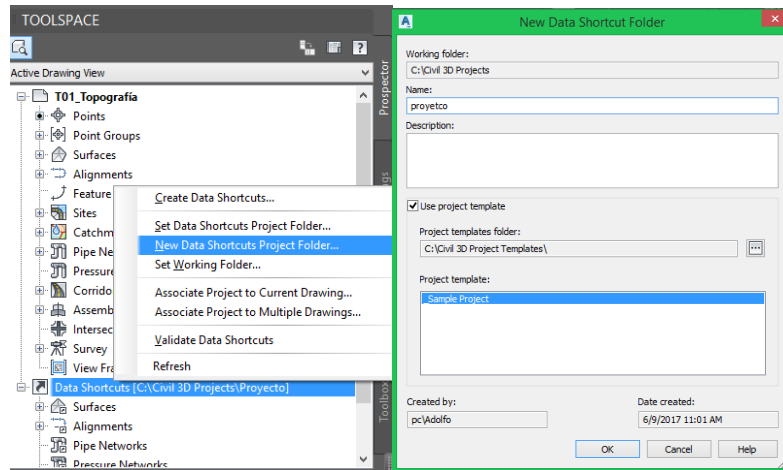 TOOLSPACE
Active Drawing View
T01_Topografía
Points
Point Groups
Surfaces
Alignments
Feature
Sites
Catchm
Pipe Ne
Pressure
Corrido
Assemb
Intersec
Survey
View Fra
Data Shortcuts [C:\Civil 3D Projects\Proyecto]
Surfaces
Alignments
Pipe Networks
Pressure Networks
Create Data Shortcuts...
Set Data Shortcuts Project Folder...
New Data Shortcuts Project Folder...
Set Working Folder...
Associate Project to Current Drawing...
Associate Project to Multiple Drawings...
Validate Data Shortcuts
Refresh
Prospector
Toolbox
New Data Shortcut Folder
Working folder:
C:\Civil 3D Projects
Name:
proyetco
Description:
Use project template
Project templates folder:
C:\Civil 3D Project Templates\
...
Project template:
_Sample Project
Created by:
Date created:
pc\Adolfo
6/9/2017 11:01 AM
OK
Cancel
Help